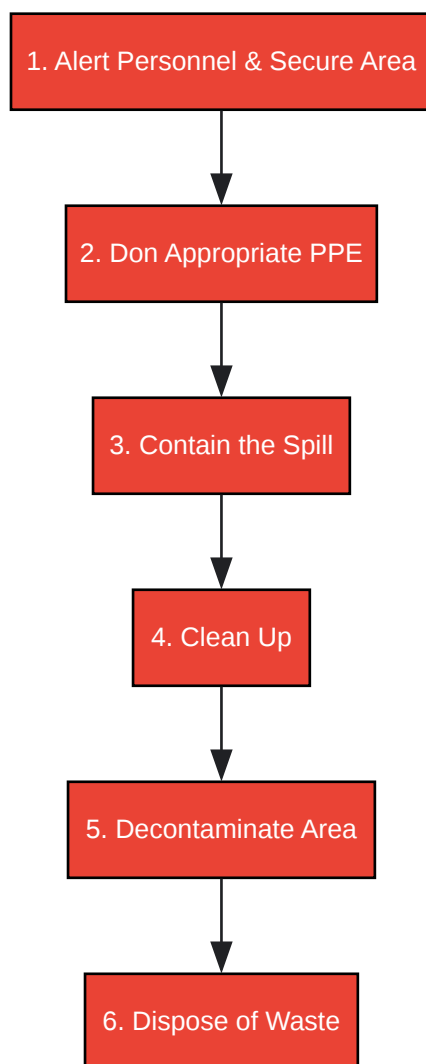 1. Alert Personnel & Secure Area
2. Don Appropriate PPE
3. Contain the Spill
4. Clean Up
5. Decontaminate Area
6. Dispose of Waste